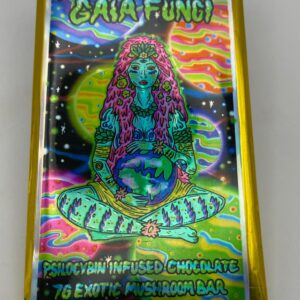 GAIA FUNGI
PSILOCYBIN INFUSED CHOCOLATE
7G EXOTIC MUSHROOM BAR